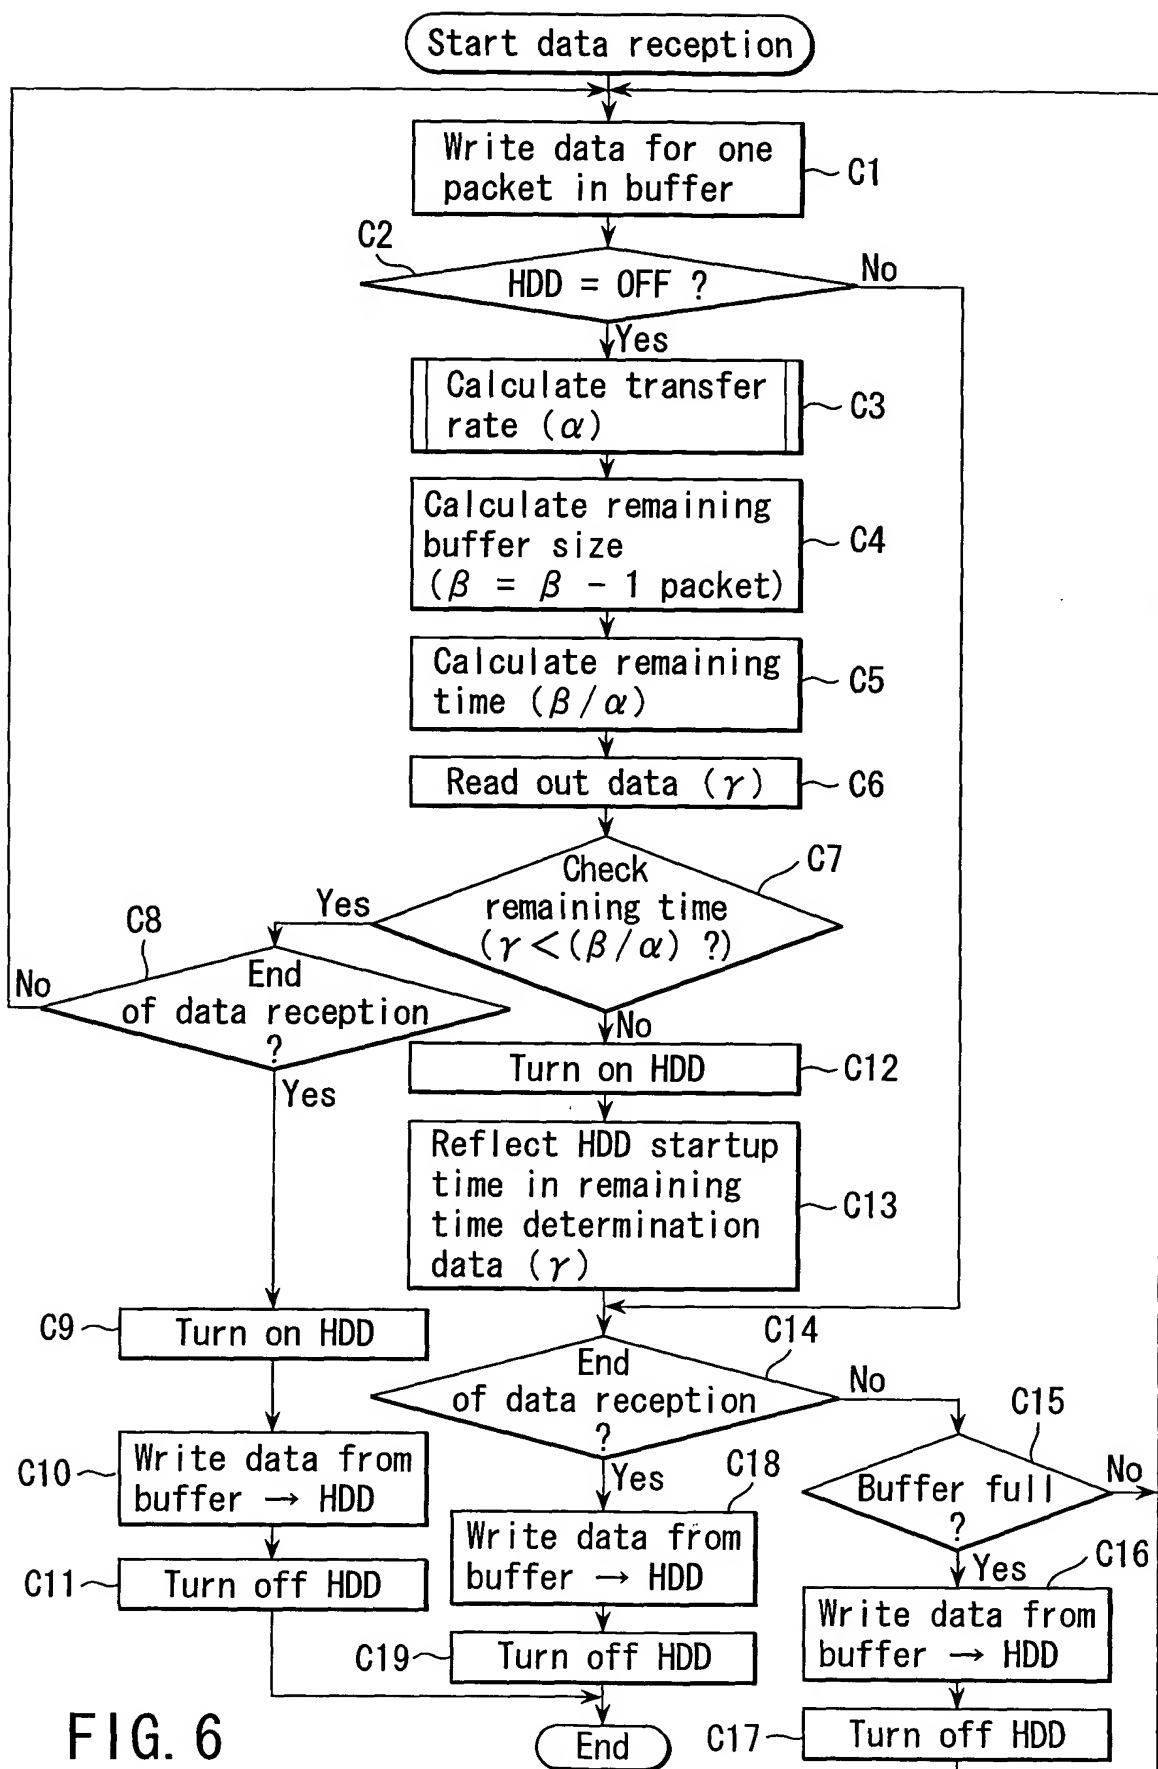 Start data reception
Write data for one
packet in buffer
C1
C2
HDD = OFF ?
No
Yes
Calculate transfer
rate (α)
C3
Calculate remaining
buffer size
(β = β - 1 packet)
C4
Calculate remaining
time (β/α)
C5
Read out data (γ)
C6
Check
remaining time
(γ<(β/α) ?)
C7
Yes
No
C8
End
of data reception
?
No
Yes
Turn on HDD
C12
Reflect HDD startup
time in remaining
time determination
data (γ)
C13
C9
Turn on HDD
End
of data reception
?
C14
No
Yes
C15
Buffer full
?
No
Yes
C10
Write data from
buffer → HDD
C18
Write data from
buffer → HDD
C16
Write data from
buffer → HDD
C11
Turn off HDD
C19
Turn off HDD
C17
Turn off HDD
End
FIG. 6